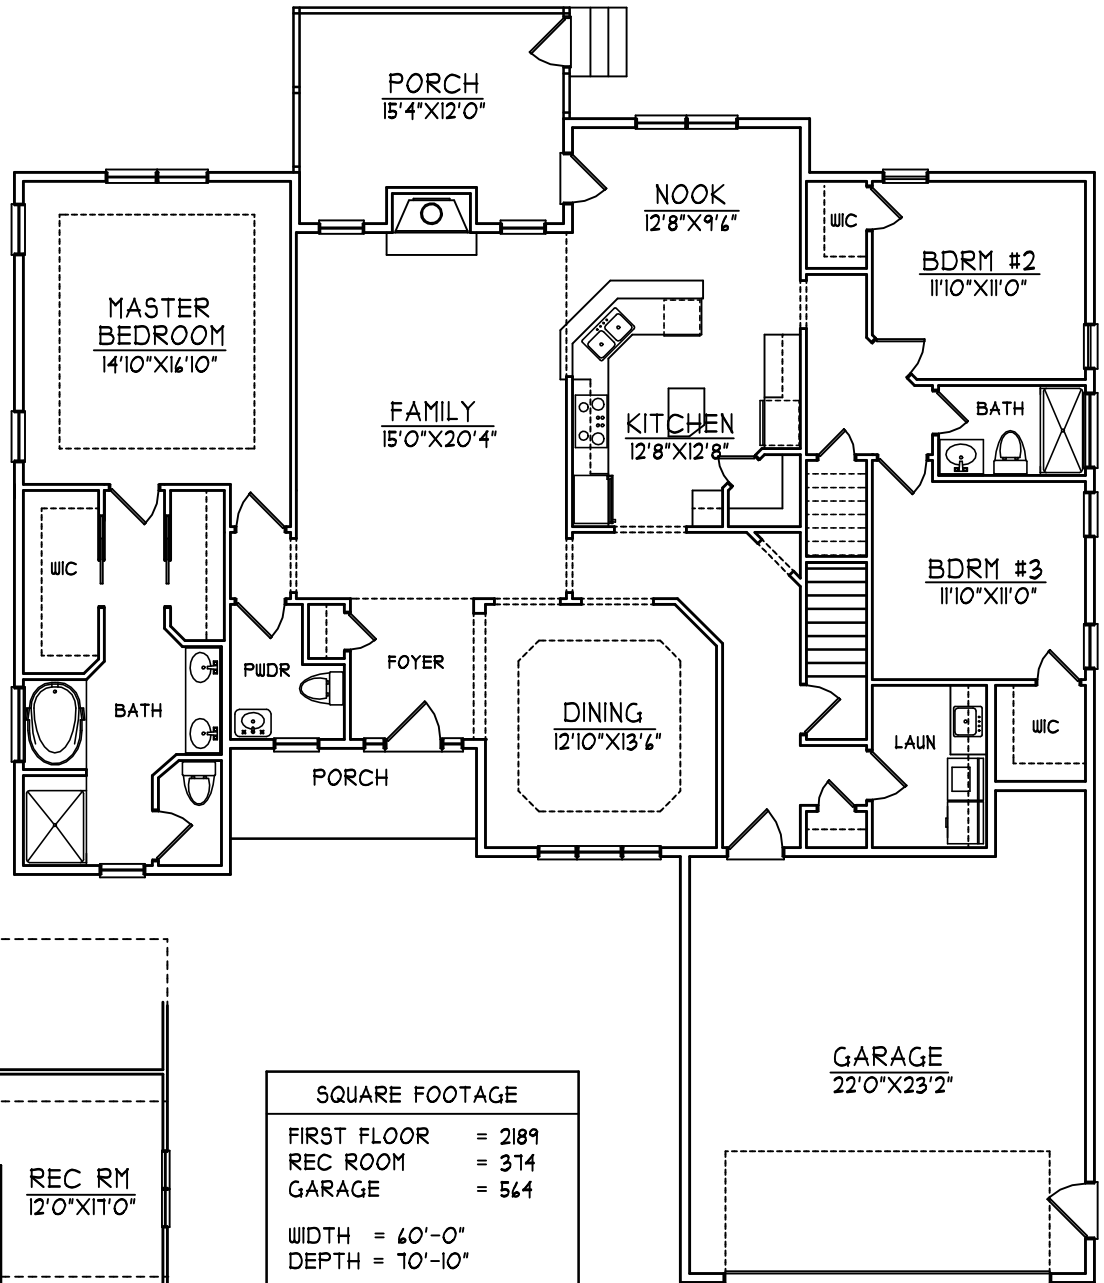 PORCH
15'4"X12'0"
NOOK
12'8"X9'6"
WIC
BDRM #2
11'10"X11'0"
MASTER
BEDROOM
14'10"X16'10"
FAMILY
15'0"X20'4"
KITCHEN
12'8"X12'8"
BATH
WIC
BDRM #3
11'10"X11'0"
PWDR
FOYER
BATH
DINING
12'10"X13'6"
LAUN
WIC
PORCH
GARAGE
22'0"X23'2"
REC RM
12'0"X17'0"
SQUARE FOOTAGE
FIRST FLOOR = 2189
REC ROOM = 374
GARAGE = 564
WIDTH = 60'-0"
DEPTH = 70'-10"